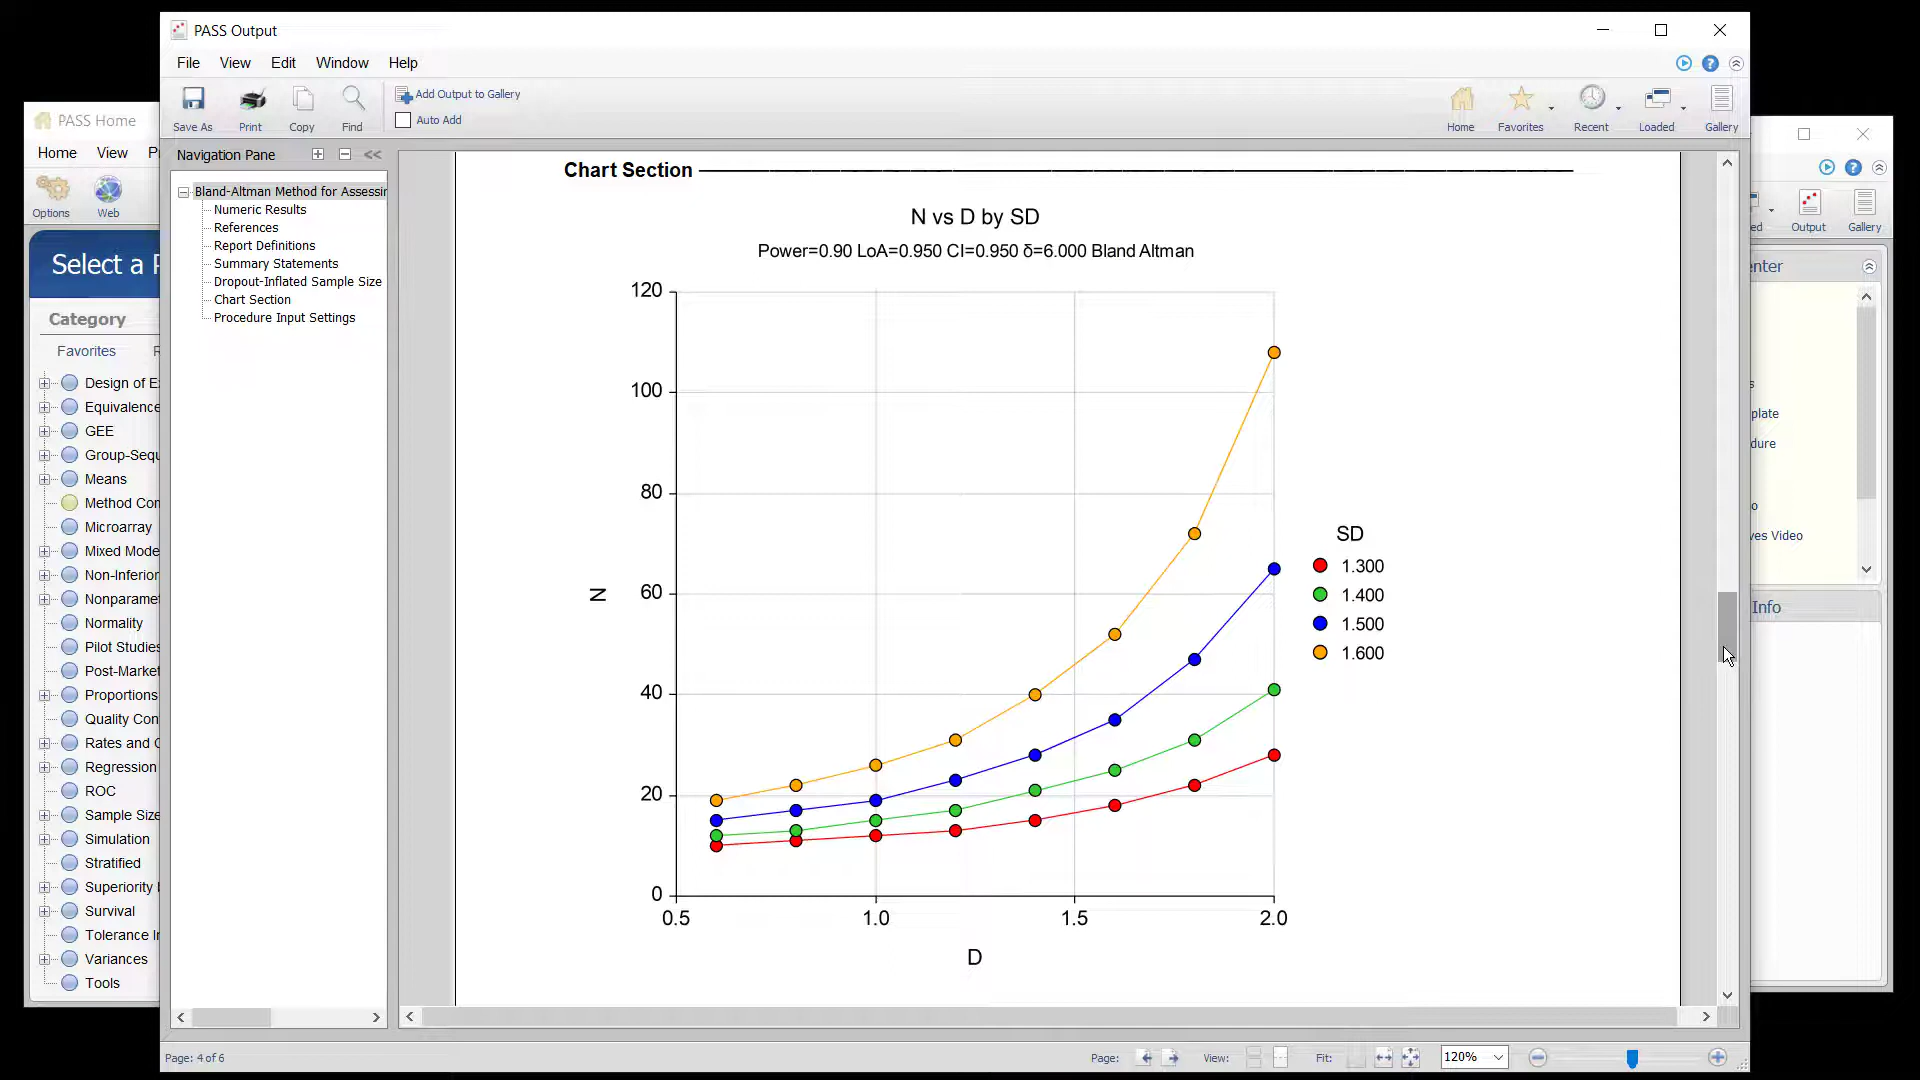 PASS Output
File View Edit Window Help
Save As Print Copy Find
Add Output to Gallery
Auto Add
Home Favorites Recent Loaded Gallery
PASS Home
Home View
Options Web
Select a
Category
Favorites
Design of
Equivalence
GEE
Group-Sequ
Means
Method Con
Microarray
Mixed Mode
Non-Inferior
Nonparamet
Normality
Pilot Studies
Post-Market
Proportions
Quality Con
Rates and
Regression
ROC
Sample Size
Simulation
Stratified
Superiority
Survival
Tolerance
Variances
Tools
Navigation Pane
<<
Bland-Altman Method for Assessin
Numeric Results
References
Report Definitions
Summary Statements
Dropout-Inflated Sample Size
Chart Section
Procedure Input Settings
Chart Section
N vs D by SD
Power=0.90 LoA=0.950 CI=0.950 δ=6.000 Bland Altman
120
100
80
60
40
20
0
N
0.5 1.0 1.5 2.0
D
SD
1.300
1.400
1.500
1.600
ed Output Gallery
enter
s
plate
dure
o
ves Video
Info
Page: 4 of 6
Page: View: Fit: 120%